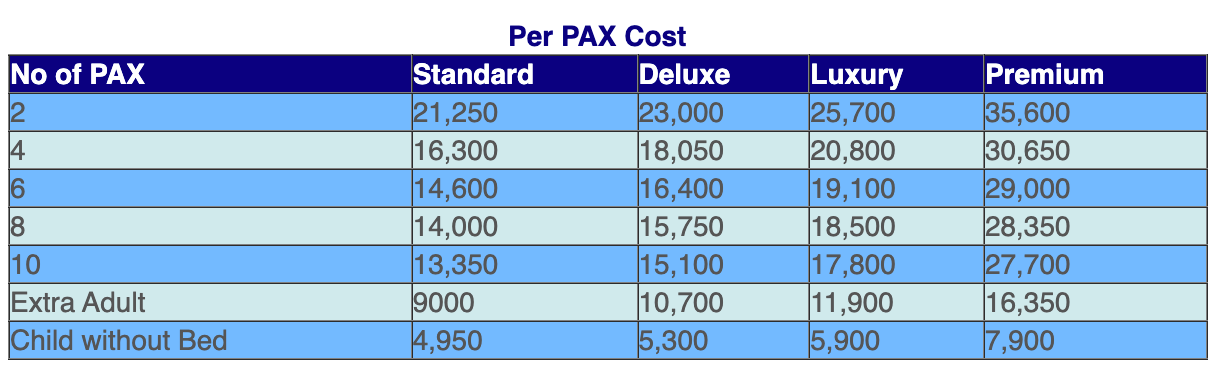 Per PAX Cost
No of PAX Standard Deluxe Luxury Premium
2 21,250 23,000 25,700 35,600
4 16,300 18,050 20,800 30,650
6 14,600 16,400 19,100 29,000
8 14,000 15,750 18,500 28,350
10 13,350 15,100 17,800 27,700
Extra Adult 9000 10,700 11,900 16,350
Child without Bed 4,950 5,300 5,900 7,900